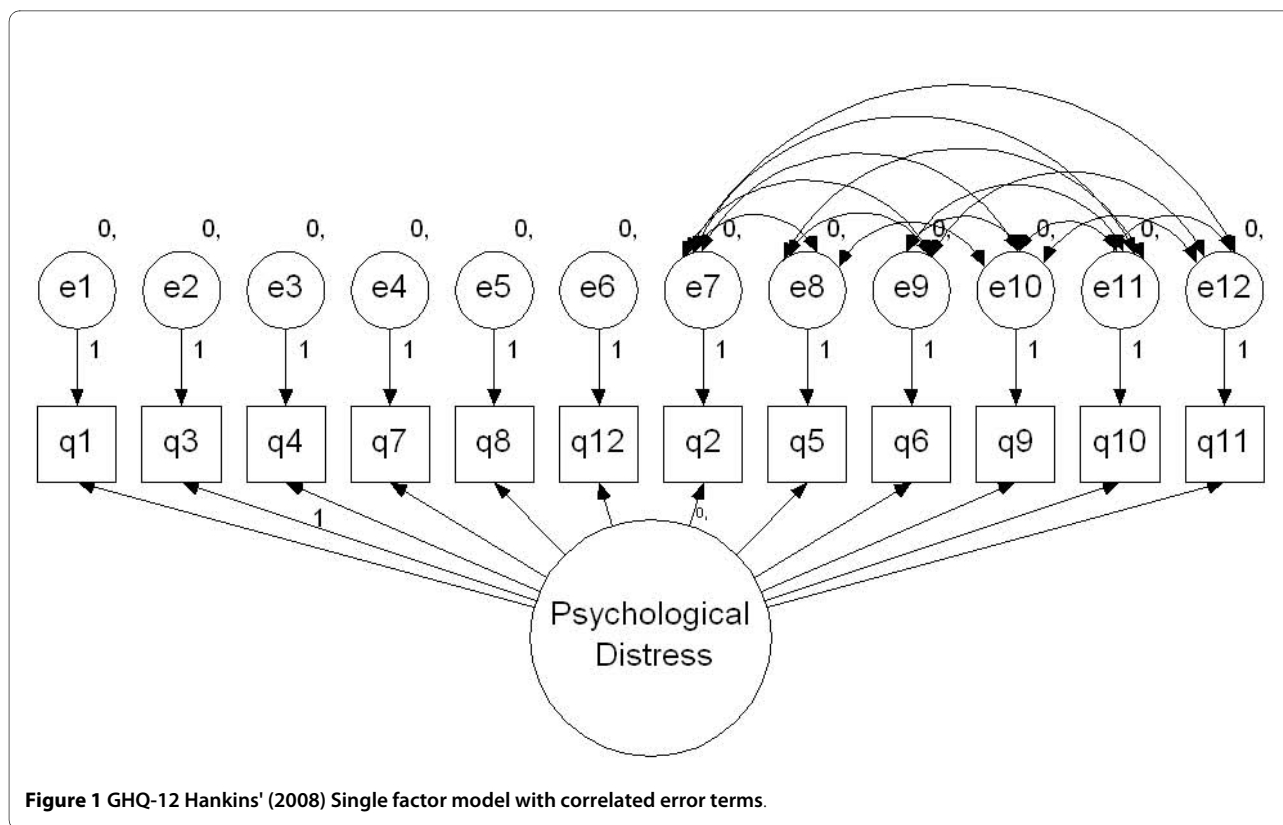 0, 0, 0, 0, 0, 0, 0, 0, 0, 0, 0, 0,
e1 e2 e3 e4 e5 e6 e7 e8 e9 e10 e11 e12
1 1 1 1 1 1 1 1 1 1 1 1
q1 q3 q4 q7 q8 q12 q2 q5 q6 q9 q10 q11
1 0,
Psychological
Distress
Figure 1 GHQ-12 Hankins' (2008) Single factor model with correlated error terms.